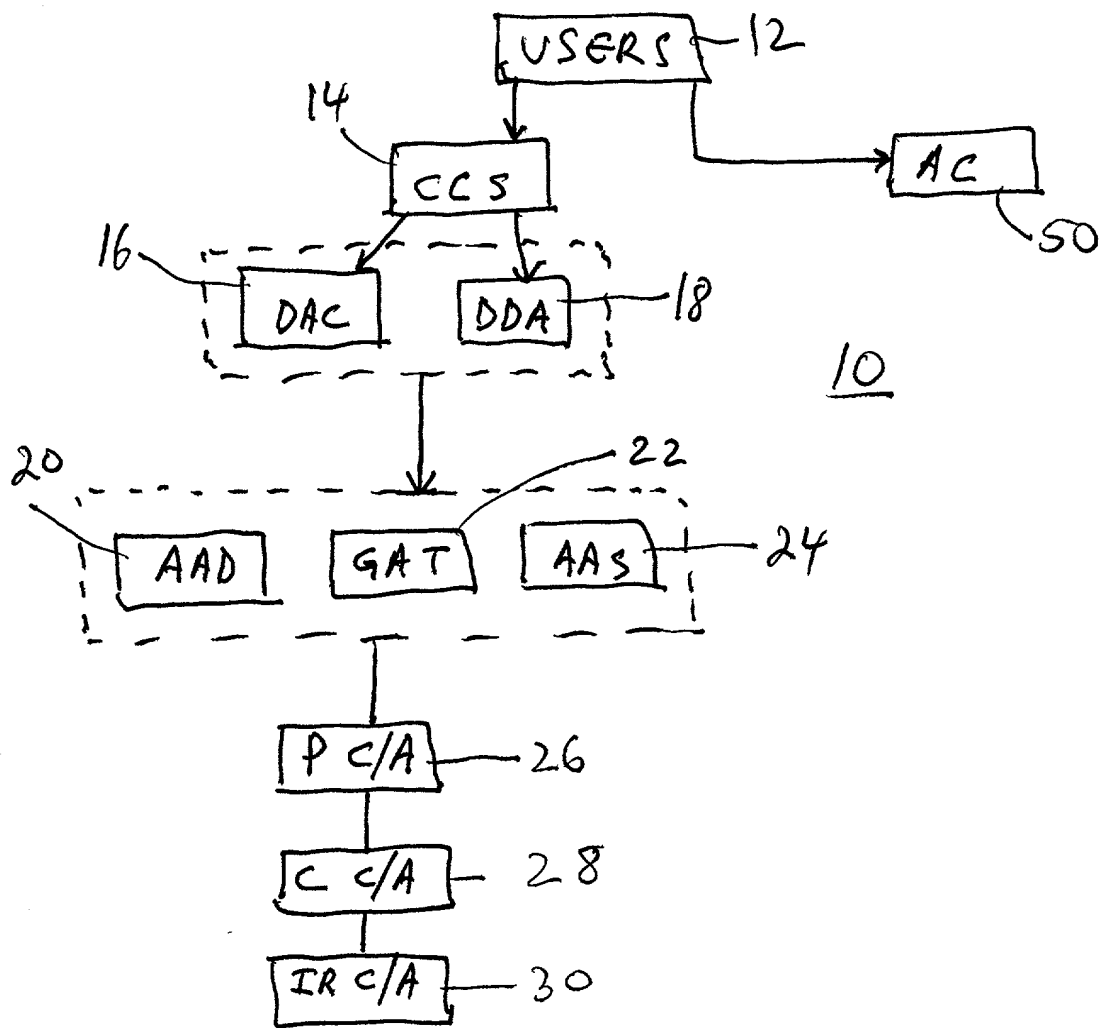 USERS 12
14
CCS
AC
50
16
DAC
DDA
18
10
20
22
AAD
GAT
AAS
24
P C/A 26
C C/A 28
IR C/A 30